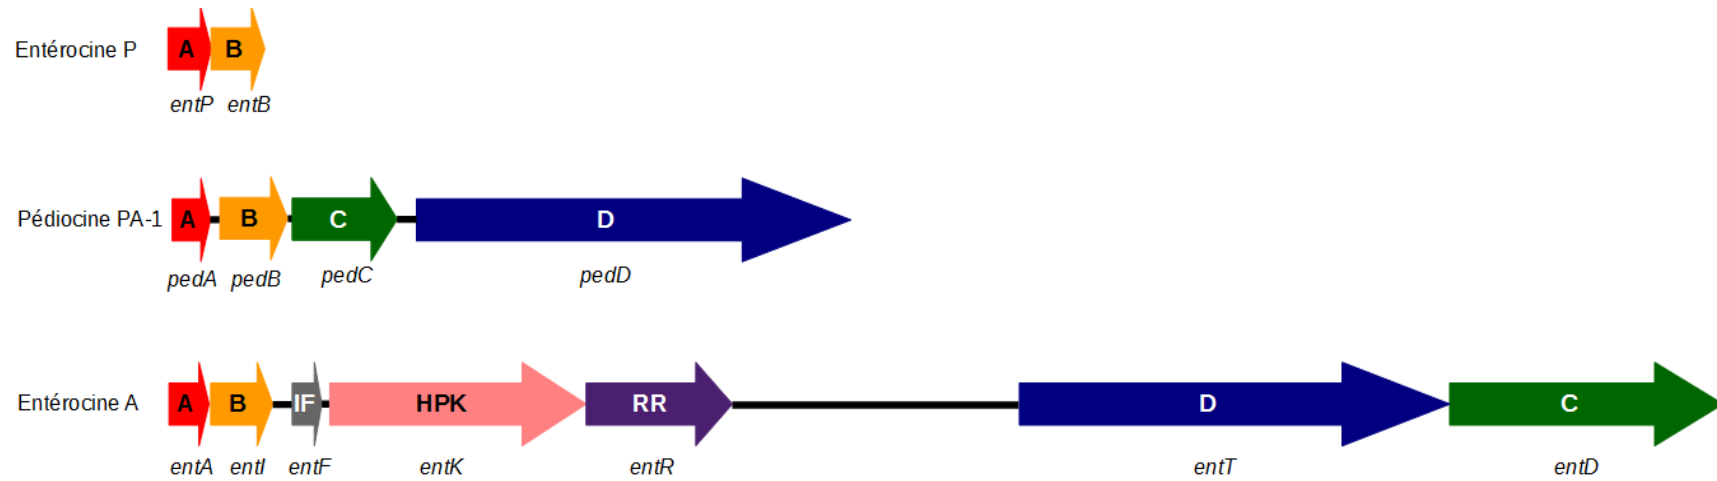 Entérocine P A B
entP entB
Pédiocine PA-1 A B C D
pedA pedB pedC pedD
Entérocine A A B IF HPK RR D C
entA entI entF entK entR entT entD